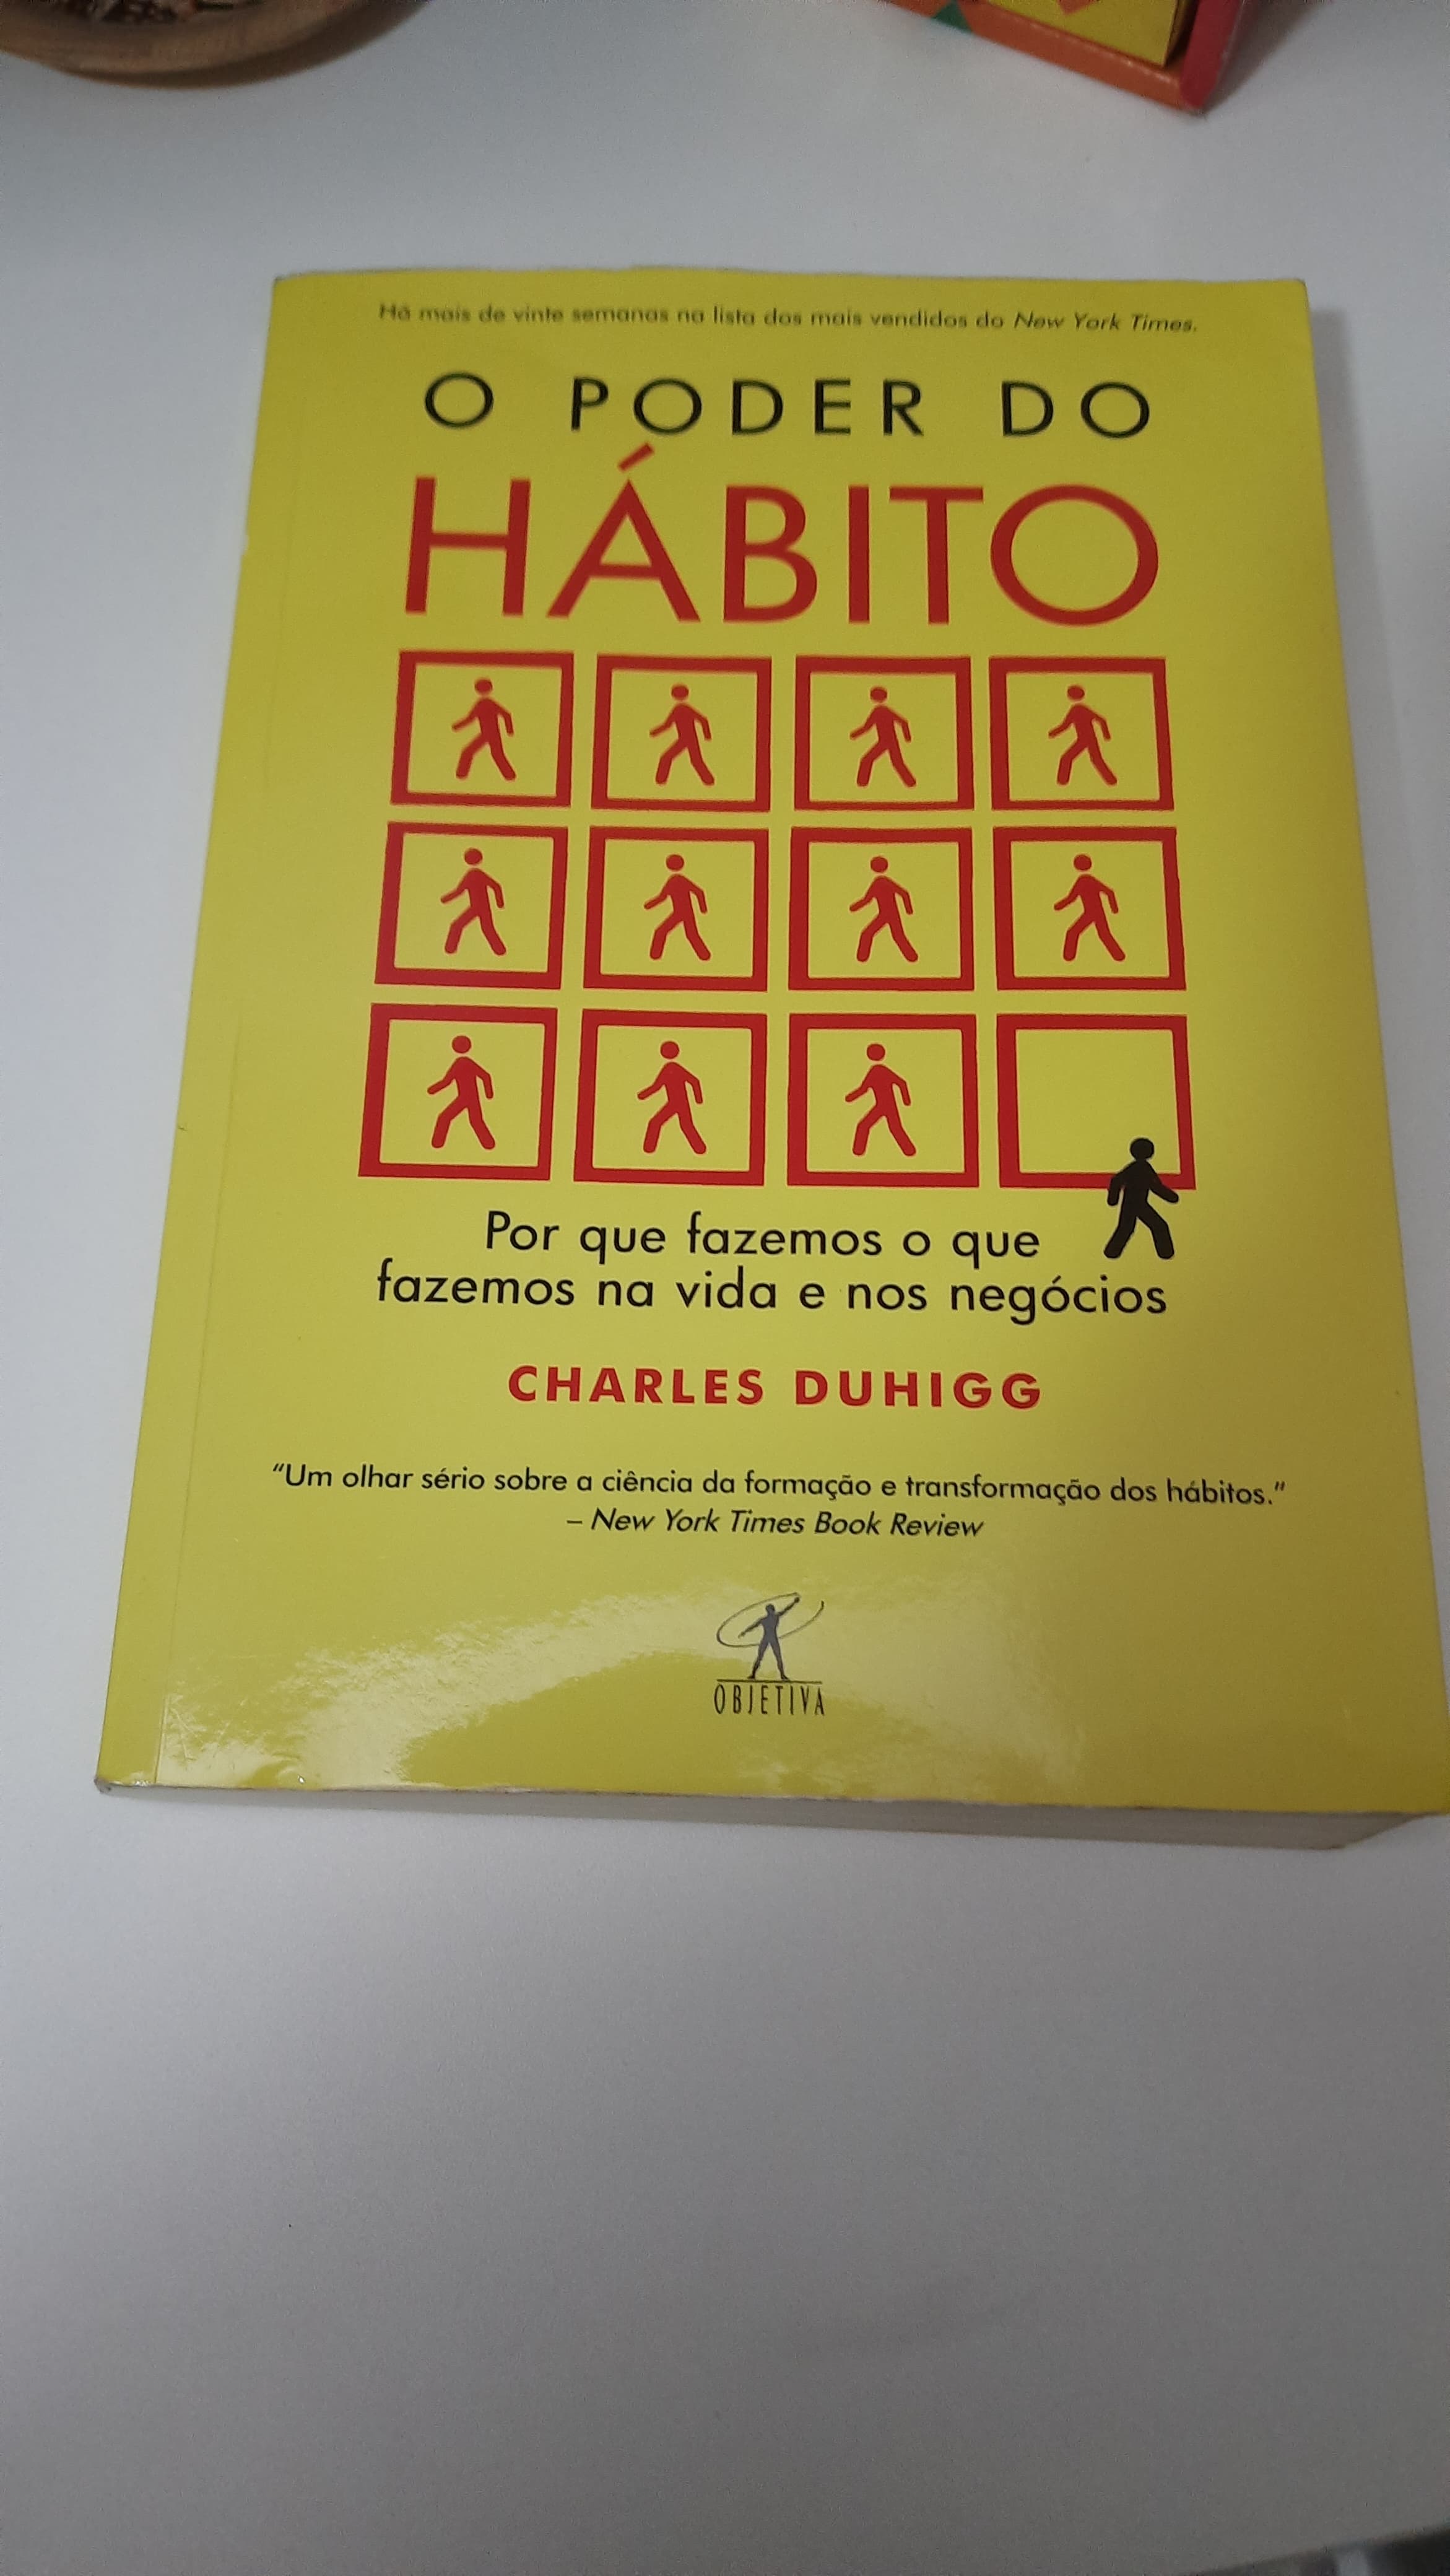 Há mais de vinte semanas na lista dos mais vendidos do New York Times.
O PODER DO
HÁBITO
Por que fazemos o que
fazemos na vida e nos negócios
CHARLES DUHIGG
“Um olhar sério sobre a ciência da formação e transformação dos hábitos.”
– New York Times Book Review
OBJETIVA